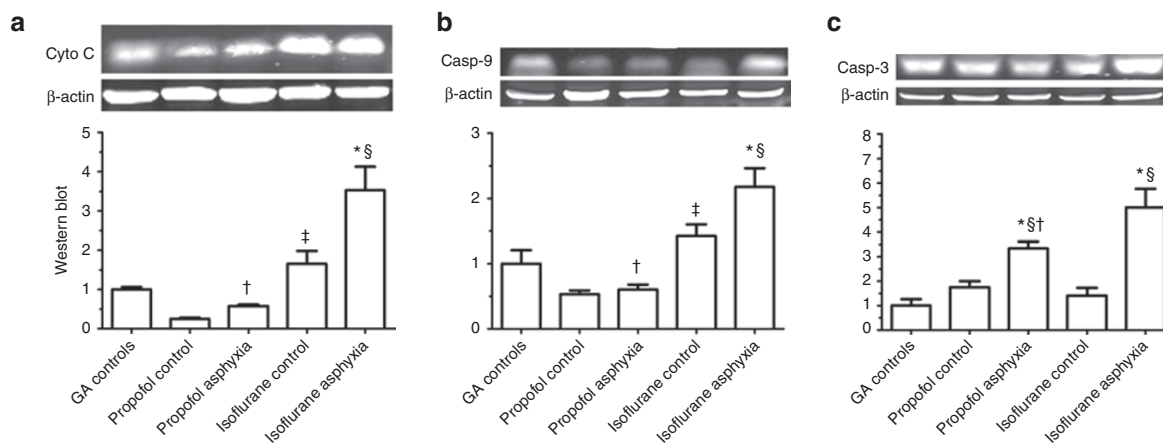 a
Cyto C
β-actin
Western blot
5
4
3
2
1
0
†
‡
*§
GA controls
Propofol control
Propofol asphyxia
Isoflurane control
Isoflurane asphyxia
b
Casp-9
β-actin
3
2
1
0
†
‡
*§
GA controls
Propofol control
Propofol asphyxia
Isoflurane control
Isoflurane asphyxia
c
Casp-3
β-actin
8
7
6
5
4
3
2
1
0
*§†
*§
GA controls
Propofol control
Propofol asphyxia
Isoflurane control
Isoflurane asphyxia